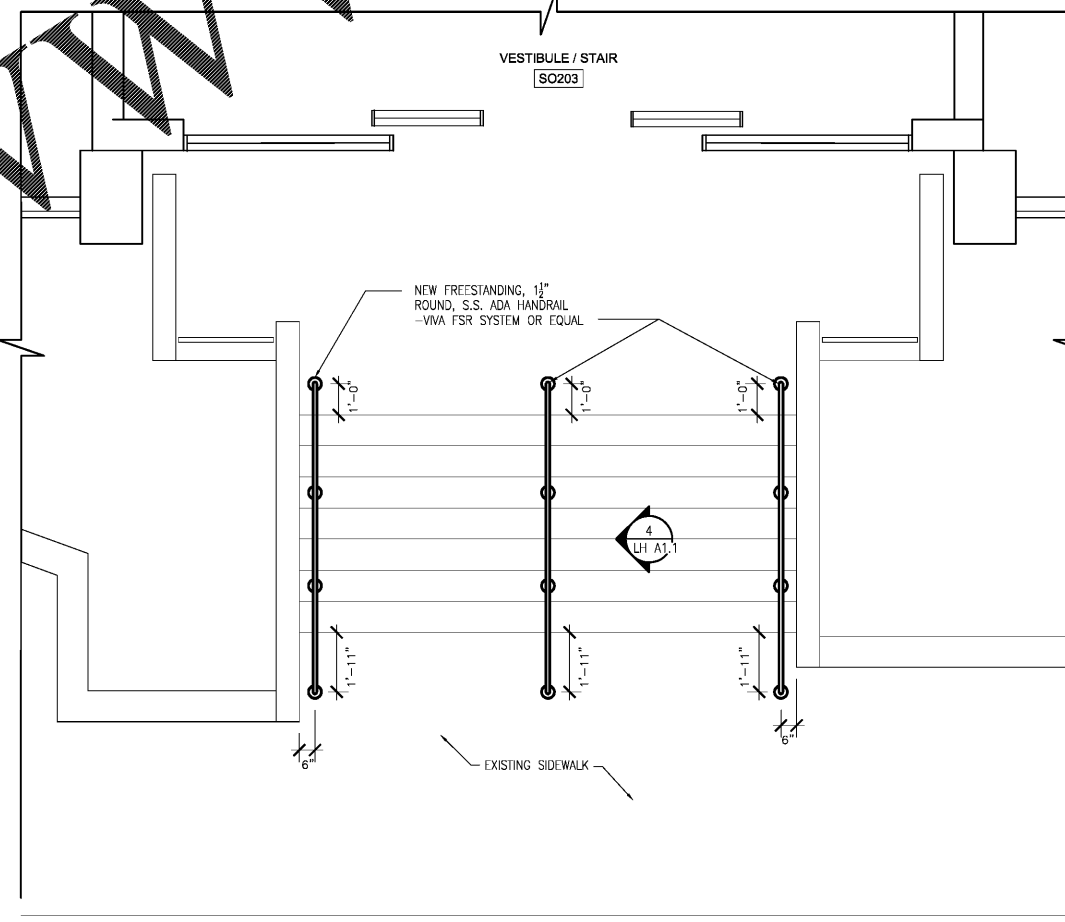 WWW
VESTIBULE / STAIR
SO203
NEW FREESTANDING, 1½"
ROUND, S.S. ADA HANDRAIL
-VIVA FSR SYSTEM OR EQUAL
1'-0"
1'-0"
1'-0"
4
LH A1.1
1'-11"
1'-11"
1'-11"
6"
6"
EXISTING SIDEWALK